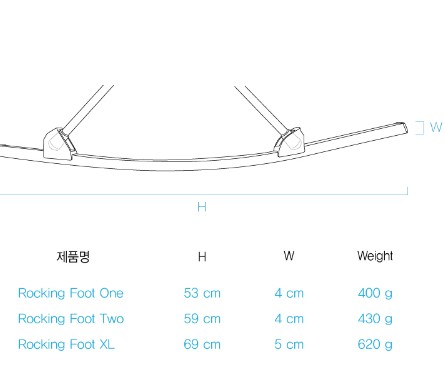 W
H
제품명 H W Weight
Rocking Foot One 53 cm 4 cm 400 g
Rocking Foot Two 59 cm 4 cm 430 g
Rocking Foot XL 69 cm 5 cm 620 g